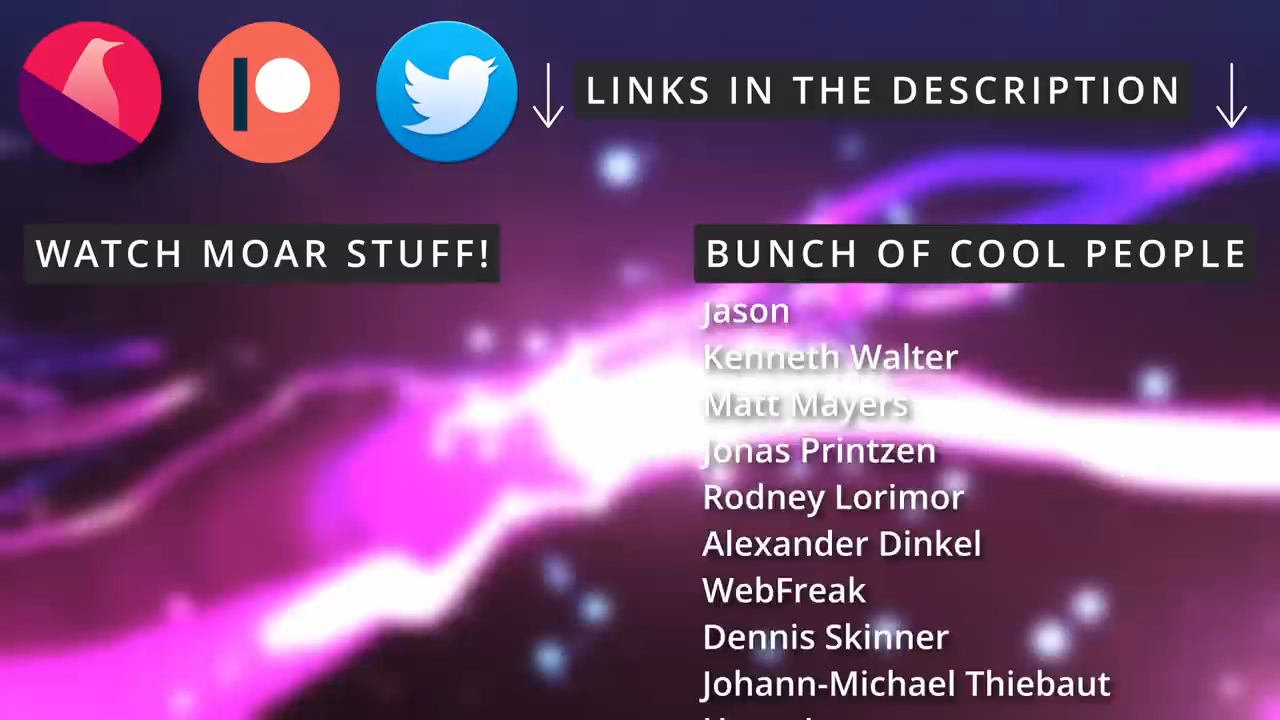 LINKS IN THE DESCRIPTION
WATCH MOAR STUFF!
BUNCH OF COOL PEOPLE
Jason
Kenneth Walter
Matt Mayers
Jonas Printzen
Rodney Lorimor
Alexander Dinkel
WebFreak
Dennis Skinner
Johann-Michael Thiebaut